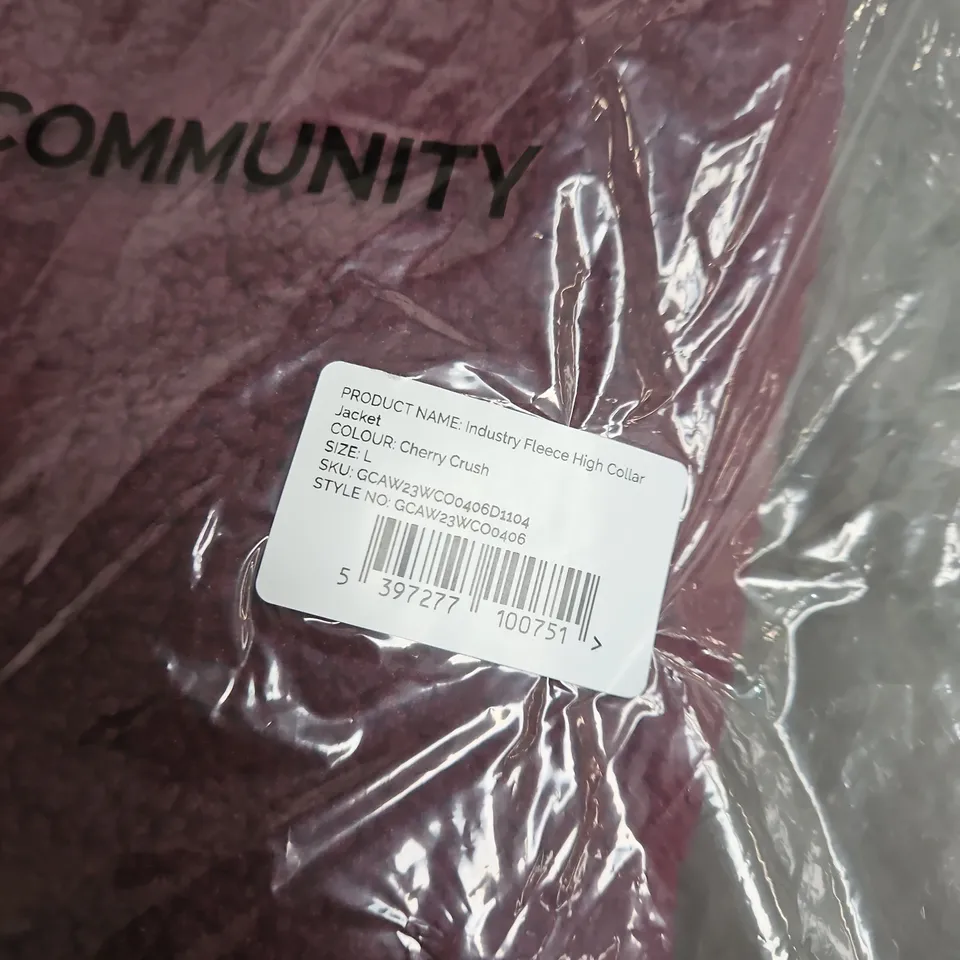 COMMUNITY
PRODUCT NAME: Industry Fleece High Collar
Jacket
COLOUR: Cherry Crush
SIZE: L
SKU: GCAW23WCO0406D1104
STYLE NO: GCAW23WCO0406
5 397277 100751 >